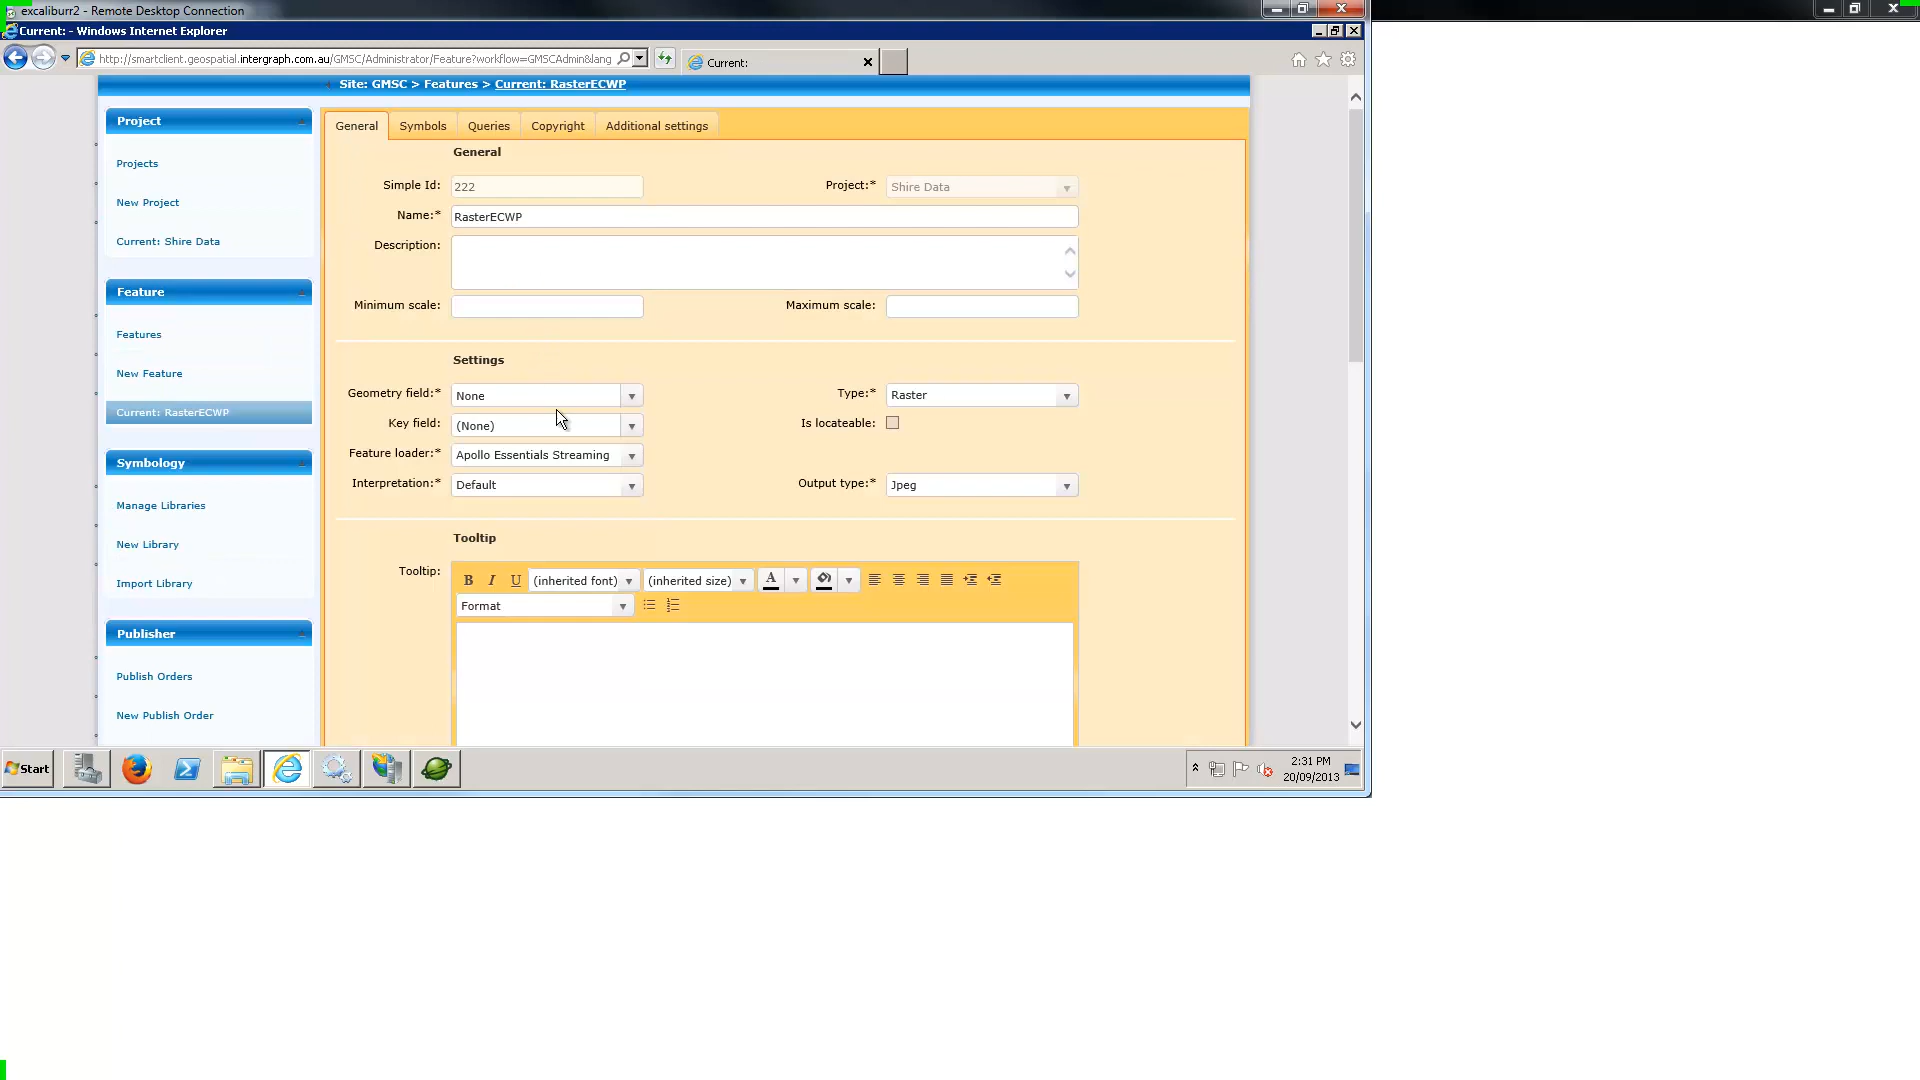 excaliburr2 - Remote Desktop Connection
Current: - Windows Internet Explorer
http://smartclient.geospatial.intergraph.com.au/GMSC/Administrator/Feature?workflow=GMSCAdmin&lang
Current:
Site: GMSC > Features > Current: RasterECWP
Project
Projects
New Project
Current: Shire Data
Feature
Features
New Feature
Current: RasterECWP
Symbology
Manage Libraries
New Library
Import Library
Publisher
Publish Orders
New Publish Order
General Symbols Queries Copyright Additional settings
General
Simple Id: 222 Project:* Shire Data
Name:* RasterECWP
Description:
Minimum scale: Maximum scale:
Settings
Geometry field:* None Type:* Raster
Key field: (None) Is locateable:
Feature loader:* Apollo Essentials Streaming
Interpretation:* Default Output type:* Jpeg
Tooltip
Tooltip: B I U (inherited font) (inherited size) A
Format
Start
2:31 PM
20/09/2013